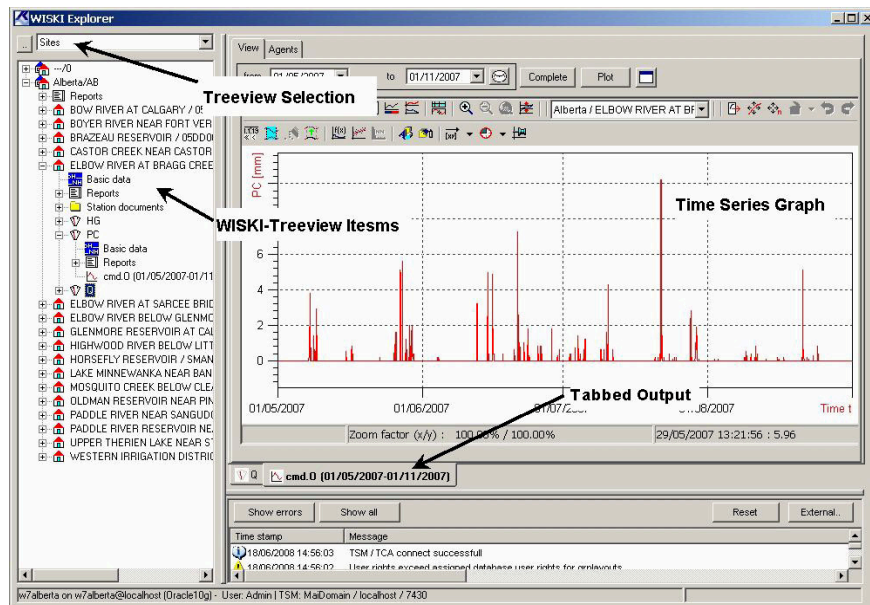 WISKI Explorer
..
Sites
---/0
Alberta/AB
Reports
BOW RIVER AT CALGARY / 05
BOYER RIVER NEAR FORT VER
BRAZEAU RESERVOIR / 05DD0
CASTOR CREEK NEAR CASTOR
ELBOW RIVER AT BRAGG CREE
Basic data
Reports
Station documents
HG
PC
Basic data
Reports
cmd.O (01/05/2007-01/11
Q
ELBOW RIVER AT SARCEE BRID
ELBOW RIVER BELOW GLENMO
GLENMORE RESERVOIR AT CAL
HIGHWOOD RIVER BELOW LITT
HORSEFLY RESERVOIR / SMAN
LAKE MINNEWANKA NEAR BAN
MOSQUITO CREEK BELOW CLE
OLDMAN RESERVOIR NEAR PIN
PADDLE RIVER NEAR SANGUDO
PADDLE RIVER RESERVOIR NE
UPPER THERIEN LAKE NEAR ST
WESTERN IRRIGATION DISTRIC
Treeview Selection
WISKI-Treeview Itesms
View
Agents
from 01/05/2007 to 01/11/2007 Complete Plot
Alberta / ELBOW RIVER AT BF
PC [mm]
6
4
2
0
Time Series Graph
Tabbed Output
01/05/2007 01/06/2007 01/07/2007 01/08/2007 Time t
Zoom factor (x/y) : 100.00% / 100.00% 29/05/2007 13:21:56 : 5.96
Q
cmd.O (01/05/2007-01/11/2007)
Show errors Show all Reset External..
Time stamp Message
18/06/2008 14:56:03 TSM / TCA connect successfull
18/06/2008 14:56:02 User rights exceed assigned database user rights for grplayouts
w7alberta on w7alberta@localhost (Oracle10g) - User: Admin | TSM: MaiDomain / localhost / 7430